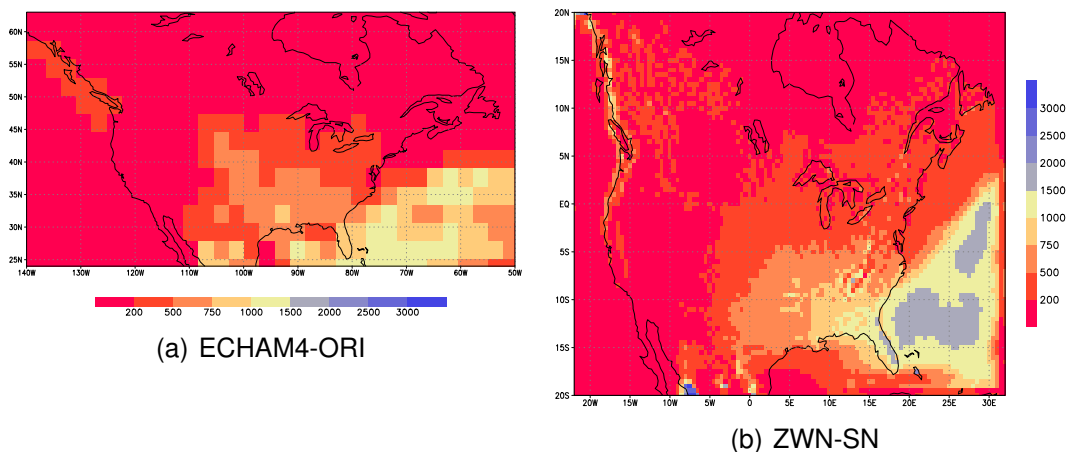 60N
55N
50N
45N
40N
35N
30N
25N
140W 130W 120W 110W 100W 90W 80W 70W 60W 50W
200 500 750 1000 1500 2000 2500 3000
(a) ECHAM4-ORI
20N
15N
10N
5N
EQ
5S
10S
15S
20S
20W 15W 10W 5W 0 5E 10E 15E 20E 25E 30E
3000
2500
2000
1500
1000
750
500
200
(b) ZWN-SN